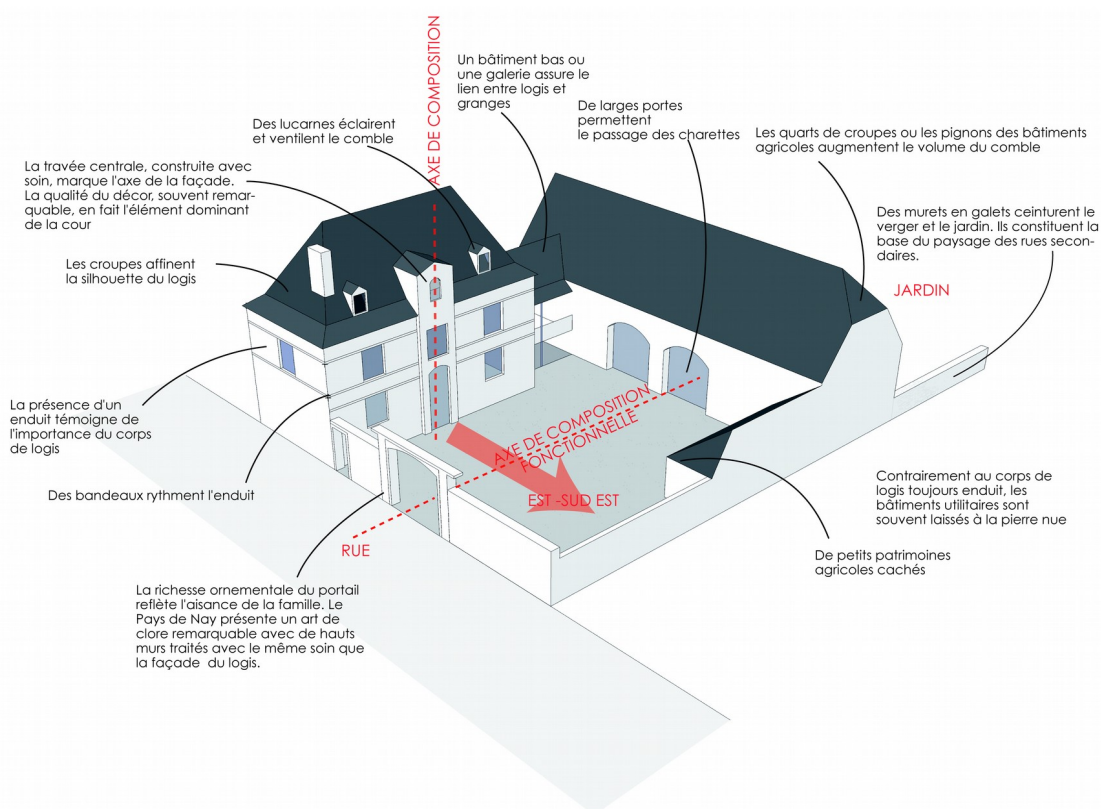 AXE DE COMPOSITION
Un bâtiment bas ou
une galerie assure le
lien entre logis et
granges
De larges portes
permettent
le passage des charettes
Des lucarnes éclairent
et ventilent le comble
Les quarts de croupes ou les pignons des bâtiments
agricoles augmentent le volume du comble
La travée centrale, construite avec
soin, marque l'axe de la façade.
La qualité du décor, souvent remar-
quable, en fait l'élément dominant
de la cour
Des murets en galets ceinturent le
verger et le jardin. Ils constituent la
base du paysage des rues secon-
daires.
Les croupes affinent
la silhouette du logis
JARDIN
La présence d'un
enduit témoigne de
l'importance du corps
de logis
AXE DE COMPOSITION
FONCTIONNELLE
EST -SUD EST
Des bandeaux rythment l'enduit
Contrairement au corps de
logis toujours enduit, les
bâtiments utilitaires sont
souvent laissés à la pierre nue
RUE
De petits patrimoines
agricoles cachés
La richesse ornementale du portail
reflète l'aisance de la famille. Le
Pays de Nay présente un art de
clore remarquable avec de hauts
murs traités avec le même soin que
la façade du logis.